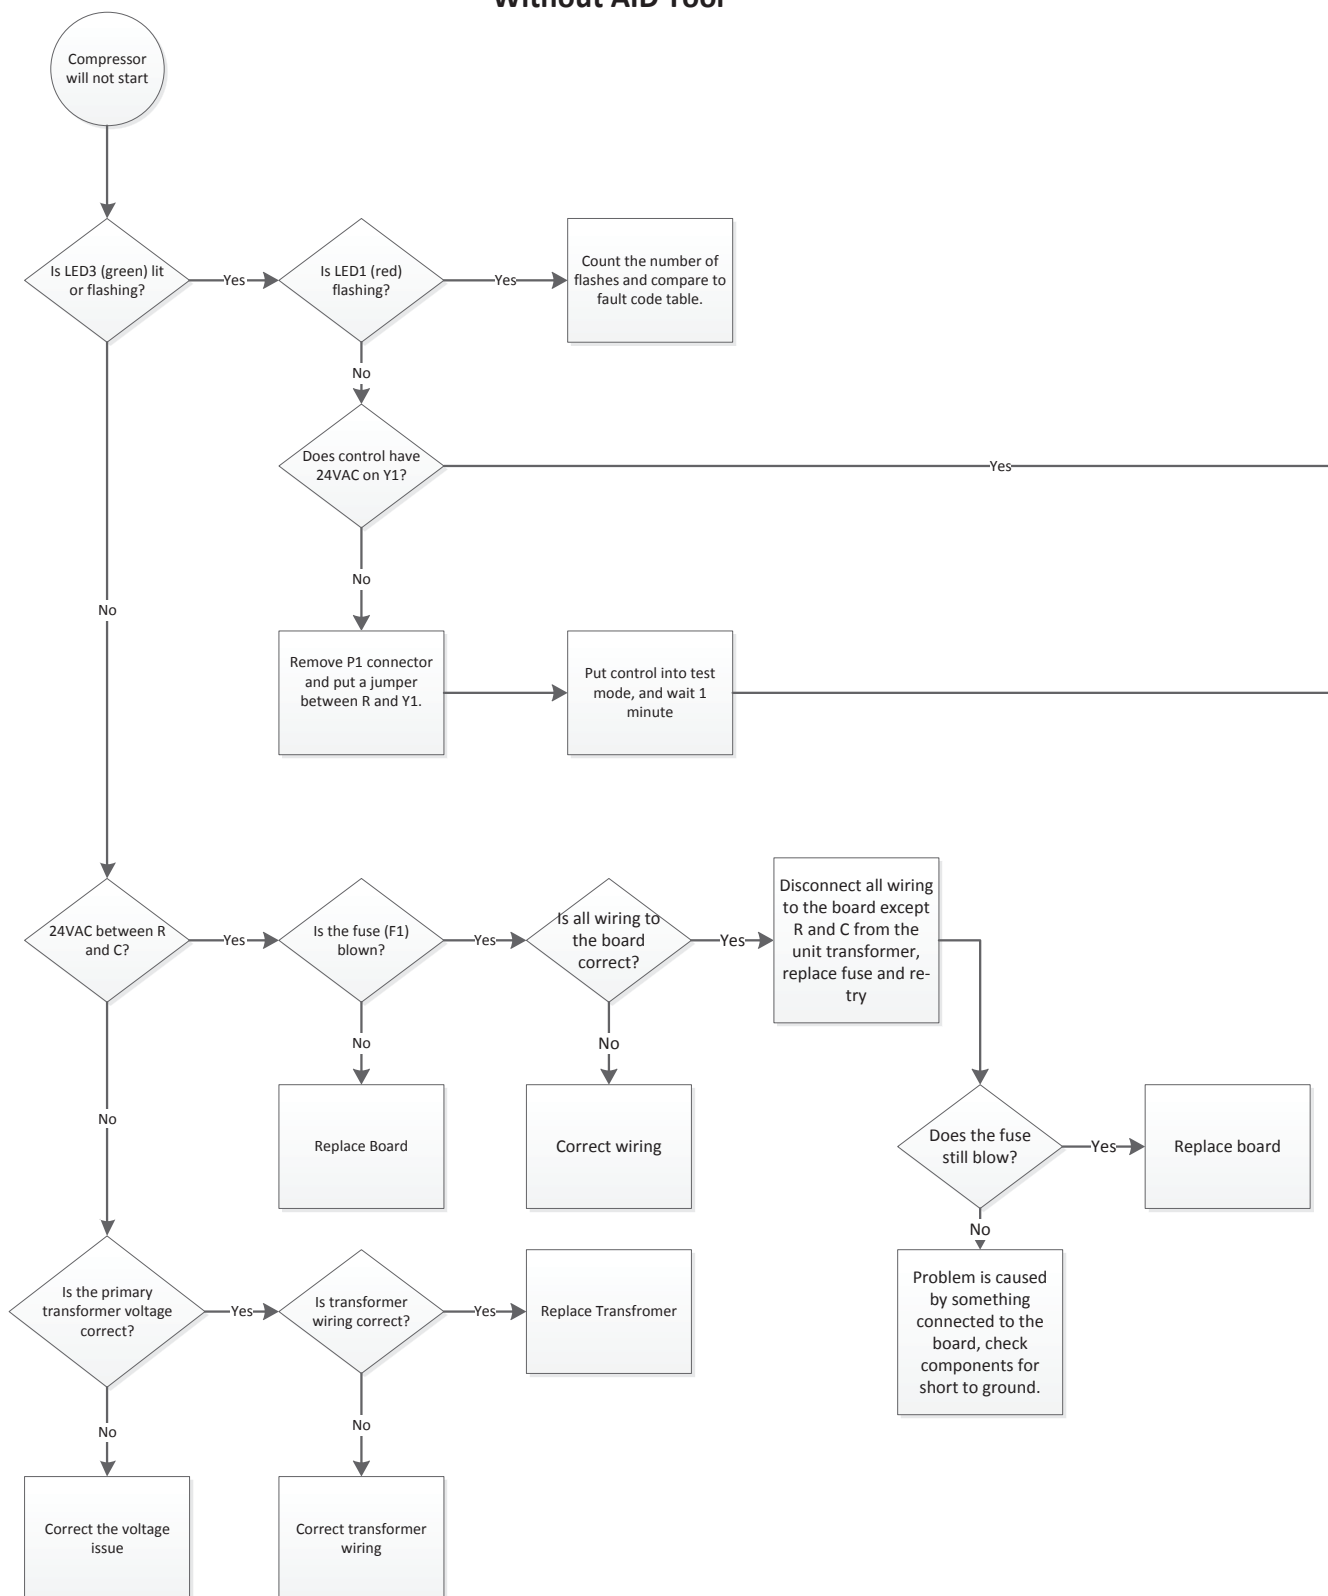 Without AID Tool
Compressor
will not start
Is LED3 (green) lit
or flashing?
Yes
Is LED1 (red)
flashing?
Yes
Count the number of
flashes and compare to
fault code table.
No
Does control have
24VAC on Y1?
Yes
No
No
Remove P1 connector
and put a jumper
between R and Y1.
Put control into test
mode, and wait 1
minute
24VAC between R
and C?
Yes
Is the fuse (F1)
blown?
Yes
Is all wiring to
the board
correct?
Yes
Disconnect all wiring
to the board except
R and C from the
unit transformer,
replace fuse and re-
try
No
No
No
Replace Board
Correct wiring
Does the fuse
still blow?
Yes
Replace board
No
Is the primary
transformer voltage
correct?
Yes
Is transformer
wiring correct?
Yes
Replace Transfromer
Problem is caused
by something
connected to the
board, check
components for
short to ground.
No
No
Correct the voltage
issue
Correct transformer
wiring